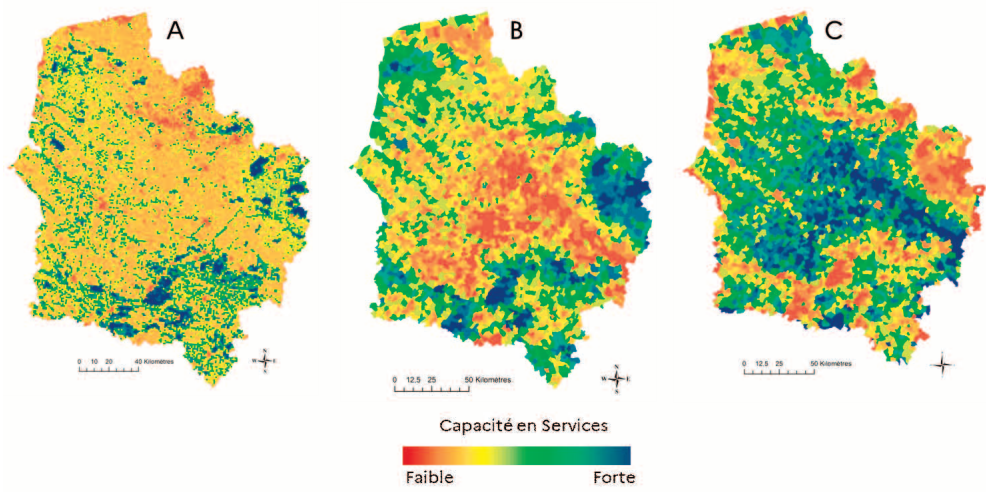 A
B
C
0 10 20 40 Kilomètres
N
W E
S
0 12.5 25 50 Kilomètres
N
W E
S
0 12.5 25 50 Kilomètres
Capacité en Services
Faible Forte